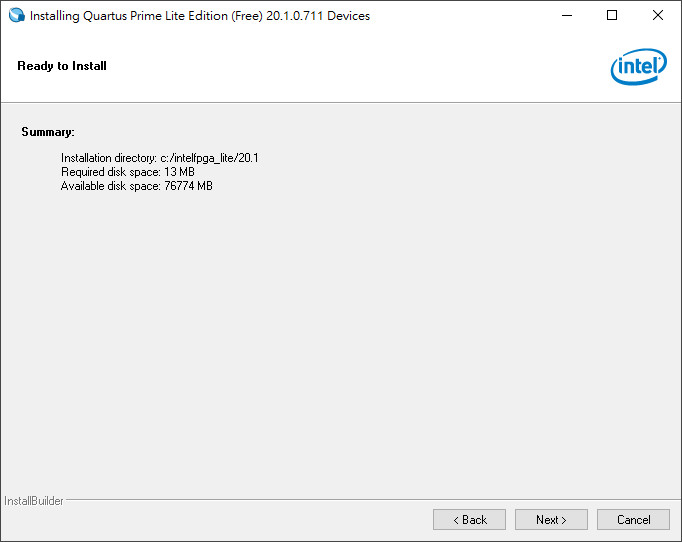 Installing Quartus Prime Lite Edition (Free) 20.1.0.711 Devices
Ready to Install
intel
Summary:
Installation directory: c:/intelfpga_lite/20.1
Required disk space: 13 MB
Available disk space: 76774 MB
InstallBuilder
< Back
Next >
Cancel